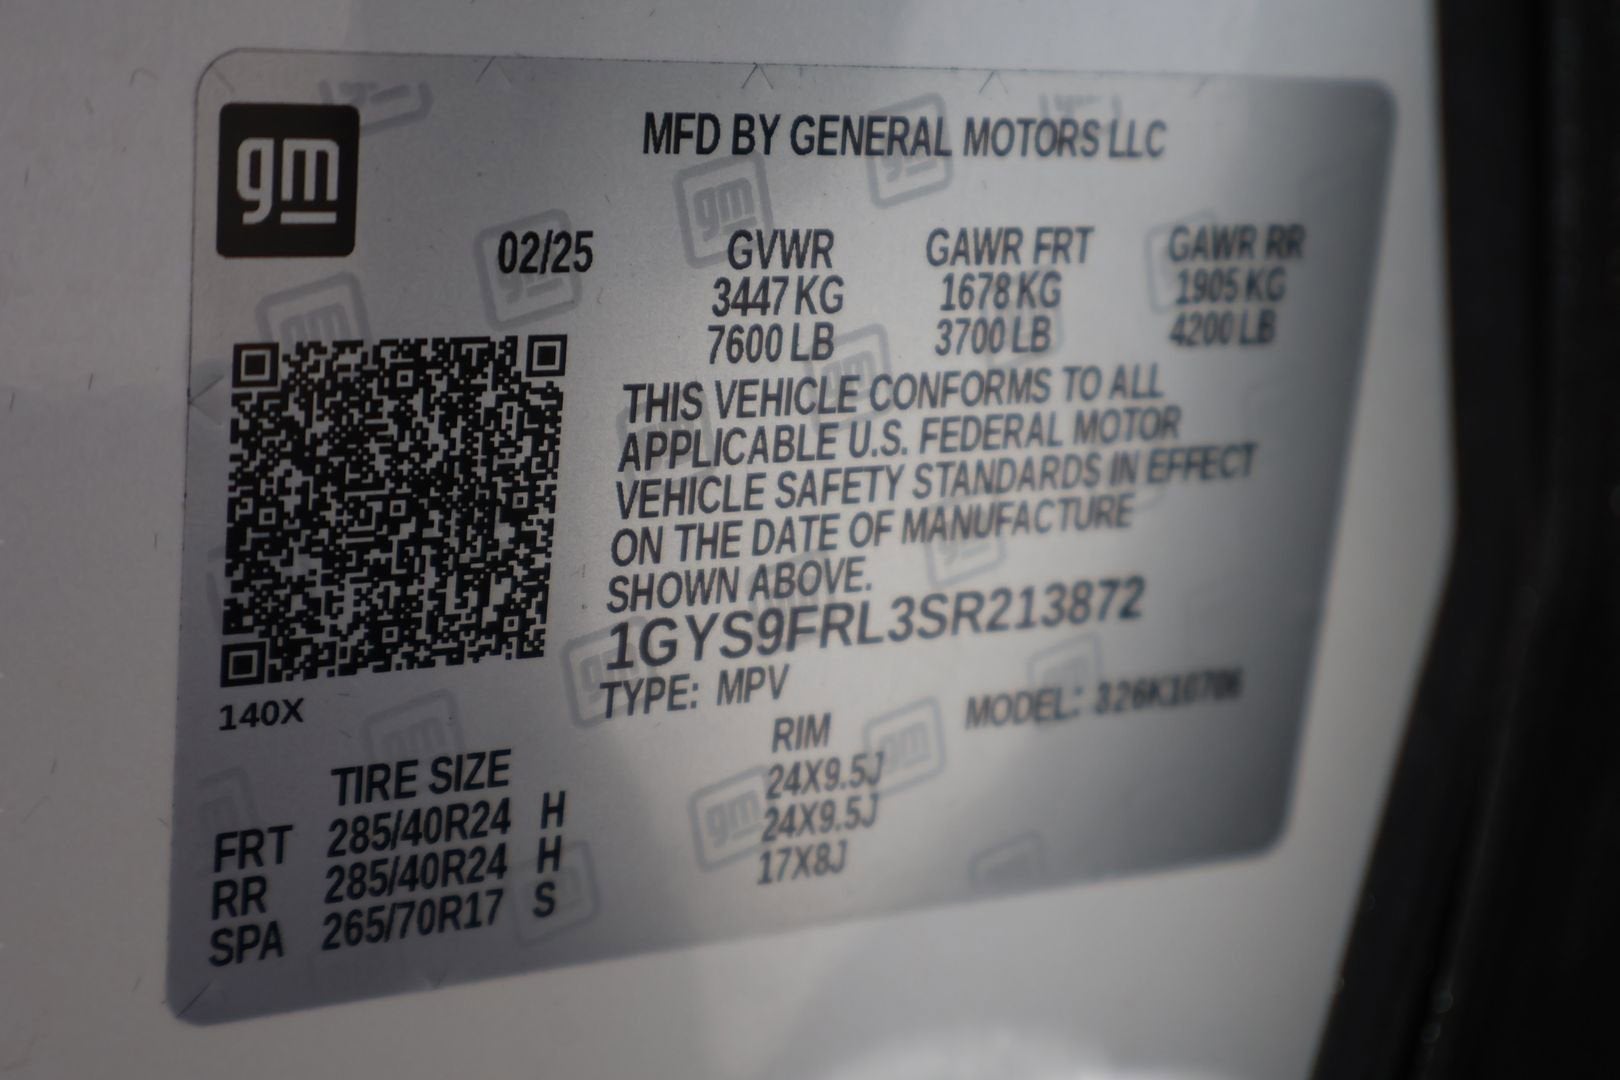 gm
MFD BY GENERAL MOTORS LLC
02/25 GVWR GAWR FRT GAWR RR
3447 KG 1678 KG 1905 KG
7600 LB 3700 LB 4200 LB
THIS VEHICLE CONFORMS TO ALL
APPLICABLE U.S. FEDERAL MOTOR
VEHICLE SAFETY STANDARDS IN EFFECT
ON THE DATE OF MANUFACTURE
SHOWN ABOVE.
1GYS9FRL3SR213872
TYPE: MPV MODEL: 326K10706
140X
TIRE SIZE RIM
FRT 285/40R24 H 24X9.5J
RR 285/40R24 H 24X9.5J
SPA 265/70R17 S 17X8J